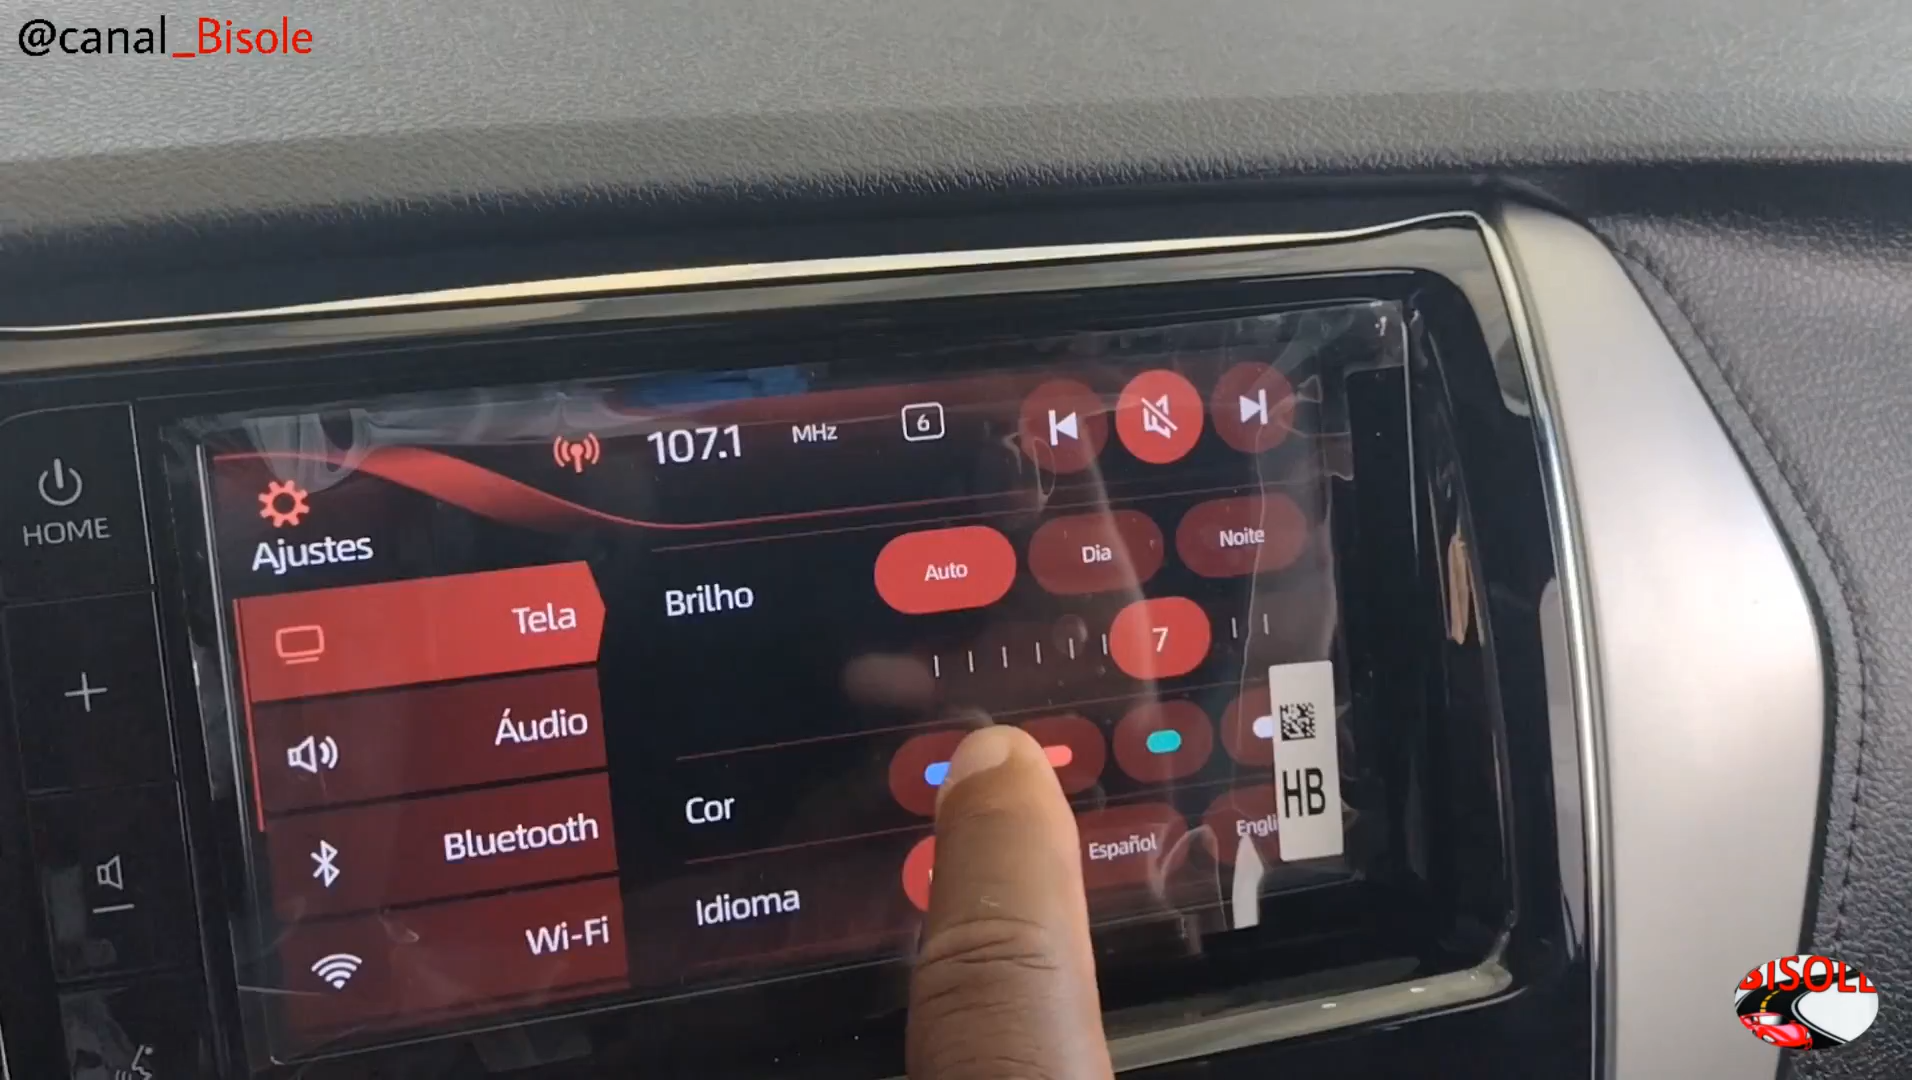 @canal_Bisole
107.1 MHz 6
HOME
Ajustes
Tela
Áudio
Bluetooth
Wi-Fi
Brilho
Auto Dia Noite
7
Cor
Idioma
Español
HB
BISOLE